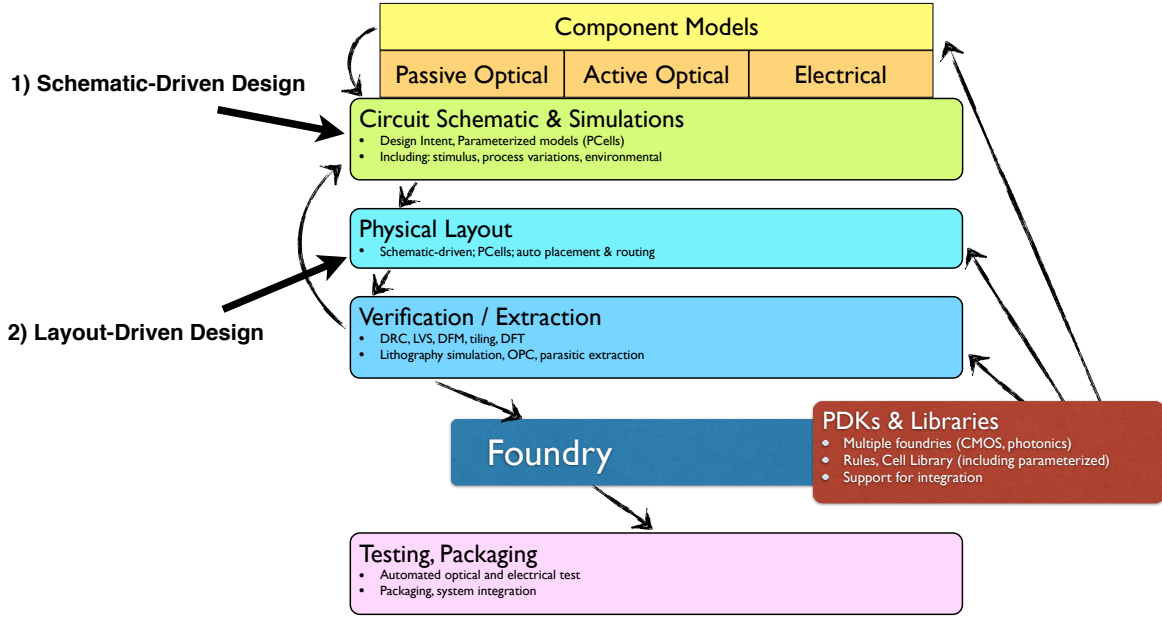 Component Models
Passive Optical
Active Optical
Electrical
1) Schematic-Driven Design
Circuit Schematic & Simulations
• Design Intent, Parameterized models (PCells)
• Including: stimulus, process variations, environmental
Physical Layout
• Schematic-driven; PCells; auto placement & routing
2) Layout-Driven Design
Verification / Extraction
• DRC, LVS, DFM, tiling, DFT
• Lithography simulation, OPC, parasitic extraction
Foundry
PDKs & Libraries
• Multiple foundries (CMOS, photonics)
• Rules, Cell Library (including parameterized)
• Support for integration
Testing, Packaging
• Automated optical and electrical test
• Packaging, system integration